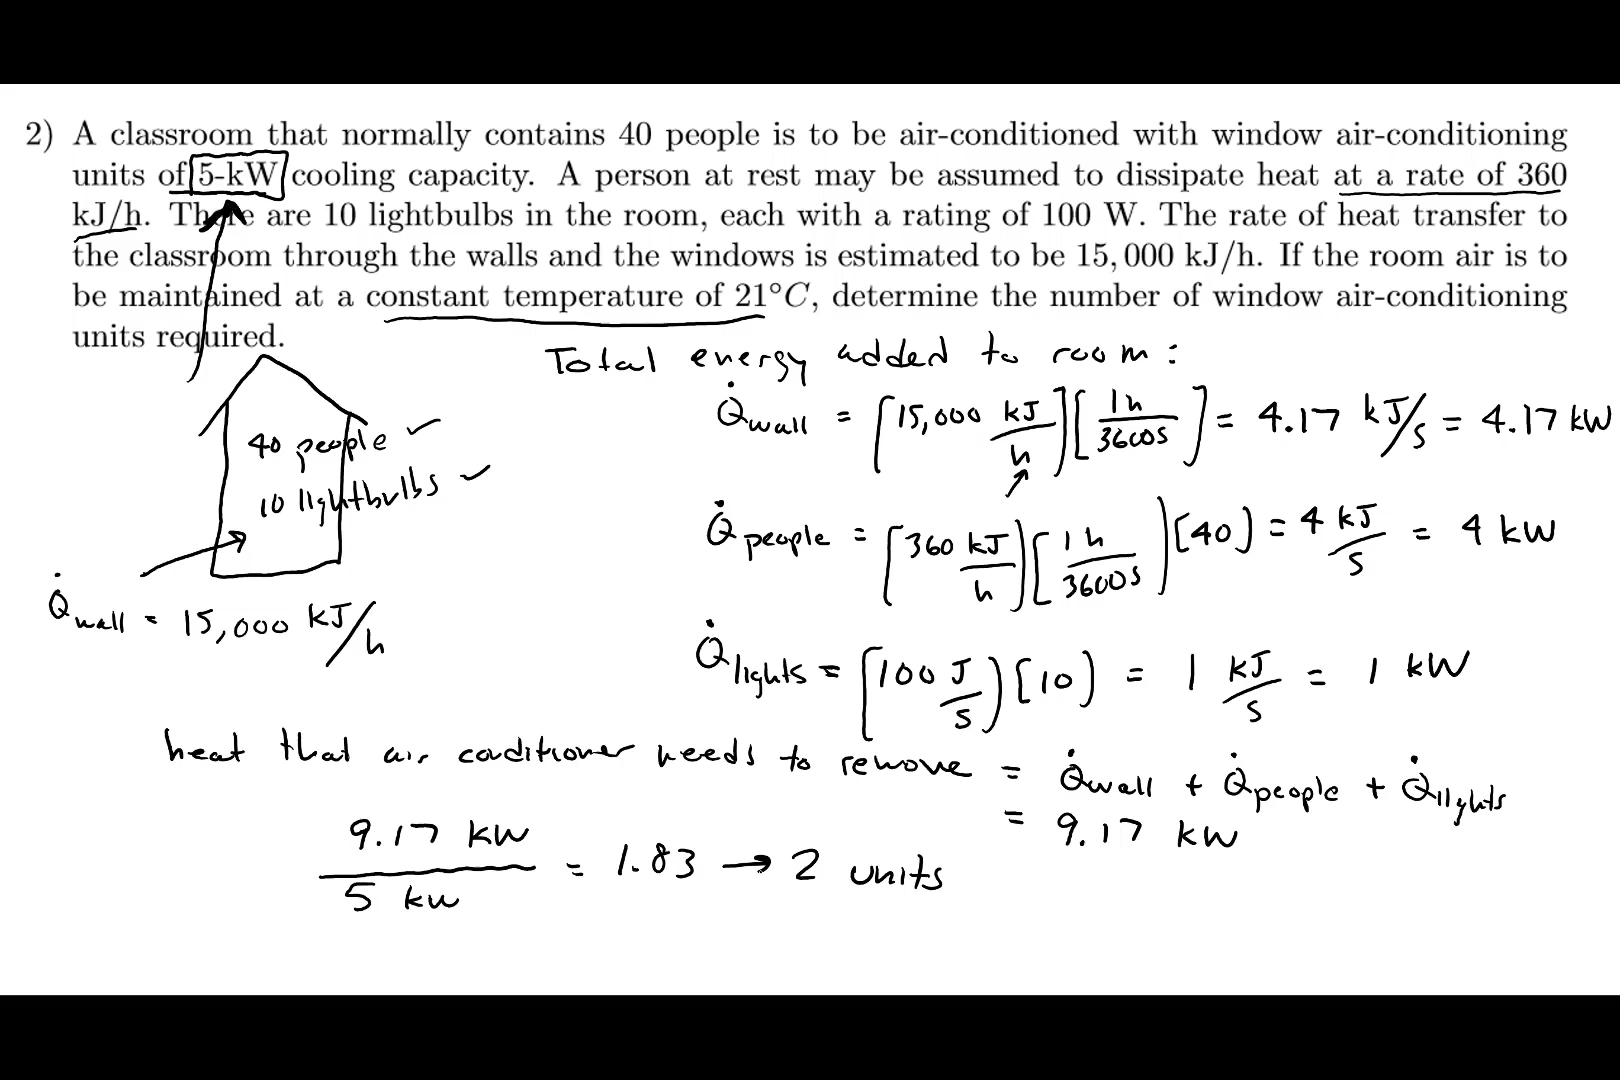 2) A classroom that normally contains 40 people is to be air-conditioned with window air-conditioning
units of 5-kW cooling capacity. A person at rest may be assumed to dissipate heat at a rate of 360
kJ/h. There are 10 lightbulbs in the room, each with a rating of 100 W. The rate of heat transfer to
the classroom through the walls and the windows is estimated to be 15,000 kJ/h. If the room air is to
be maintained at a constant temperature of 21°C, determine the number of window air-conditioning
units required.
Total energy added to room:
Q̇wall = [15,000 kJ/h][1h/3600s] = 4.17 kJ/s = 4.17 kW
40 people ✓
10 lightbulbs ✓
Q̇people = [360 kJ/h][1h/3600s][40] = 4 kJ/s = 4 kW
Q̇wall = 15,000 kJ/h
Q̇lights = [100 J/s][10] = 1 kJ/s = 1 kW
heat that air conditioner needs to remove = Q̇wall + Q̇people + Q̇lights
= 9.17 kW
9.17 kW / 5 kW = 1.83 → 2 units